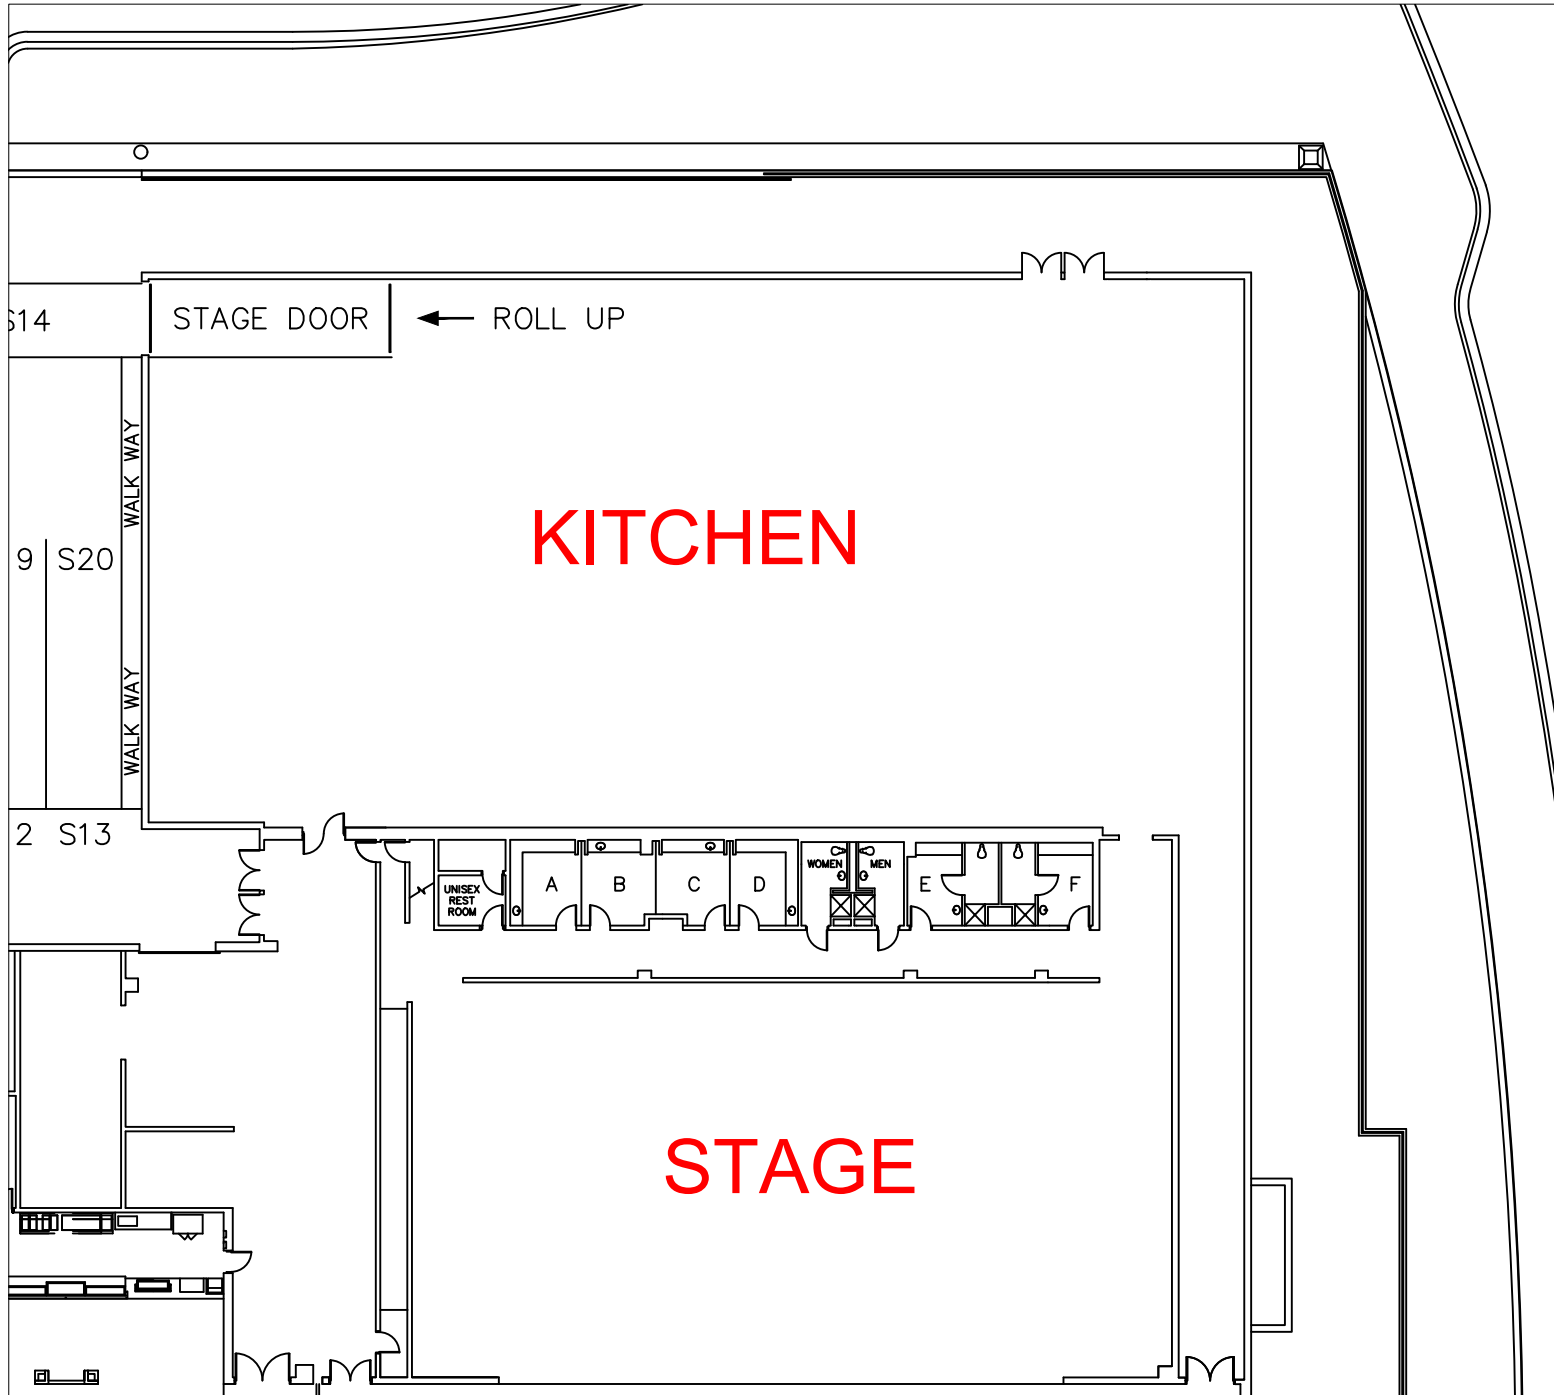 S14
STAGE DOOR
ROLL UP
WALK WAY
KITCHEN
9
S20
WALK WAY
2
S13
WOMEN
MEN
UNISEX
REST
ROOM
A
B
C
D
E
F
STAGE